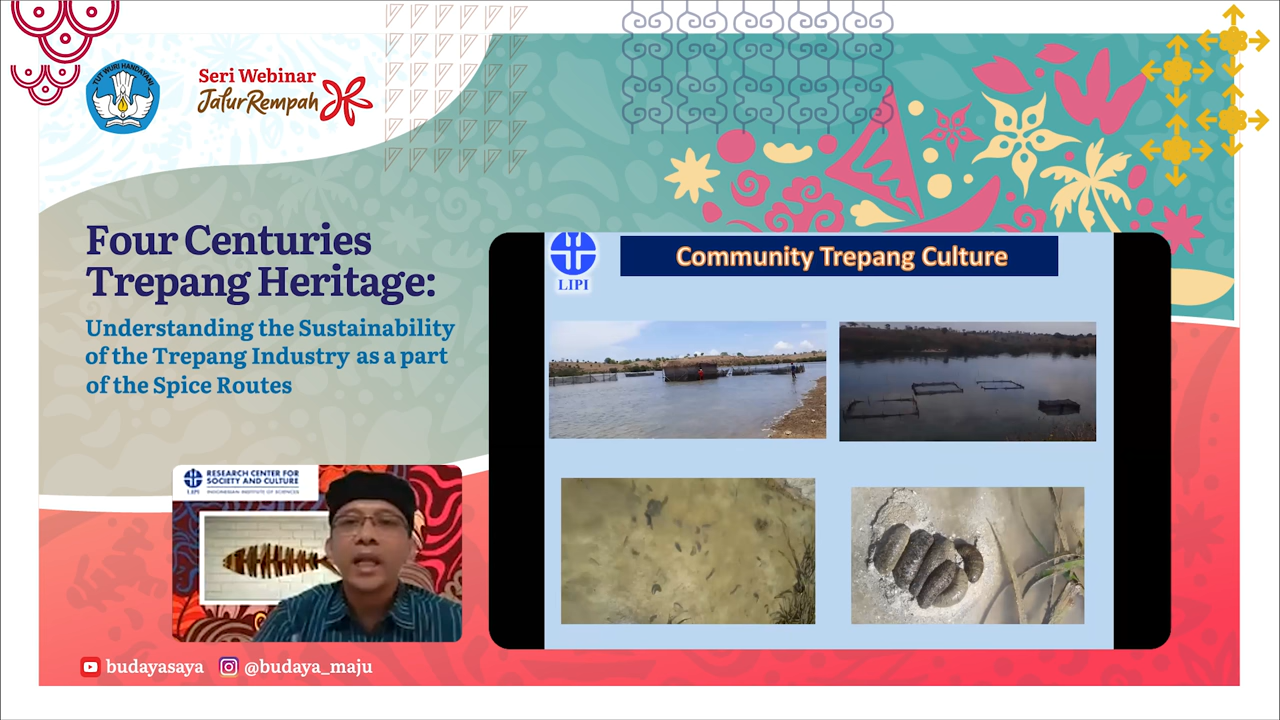 TUT WURI HANDAYANI
Seri Webinar
Jalur Rempah
Four Centuries
Trepang Heritage:
Understanding the Sustainability
of the Trepang Industry as a part
of the Spice Routes
LIPI
Community Trepang Culture
LIPI
RESEARCH CENTER FOR
SOCIETY AND CULTURE
INDONESIAN INSTITUTE OF SCIENCES
budayasaya
@budaya_maju